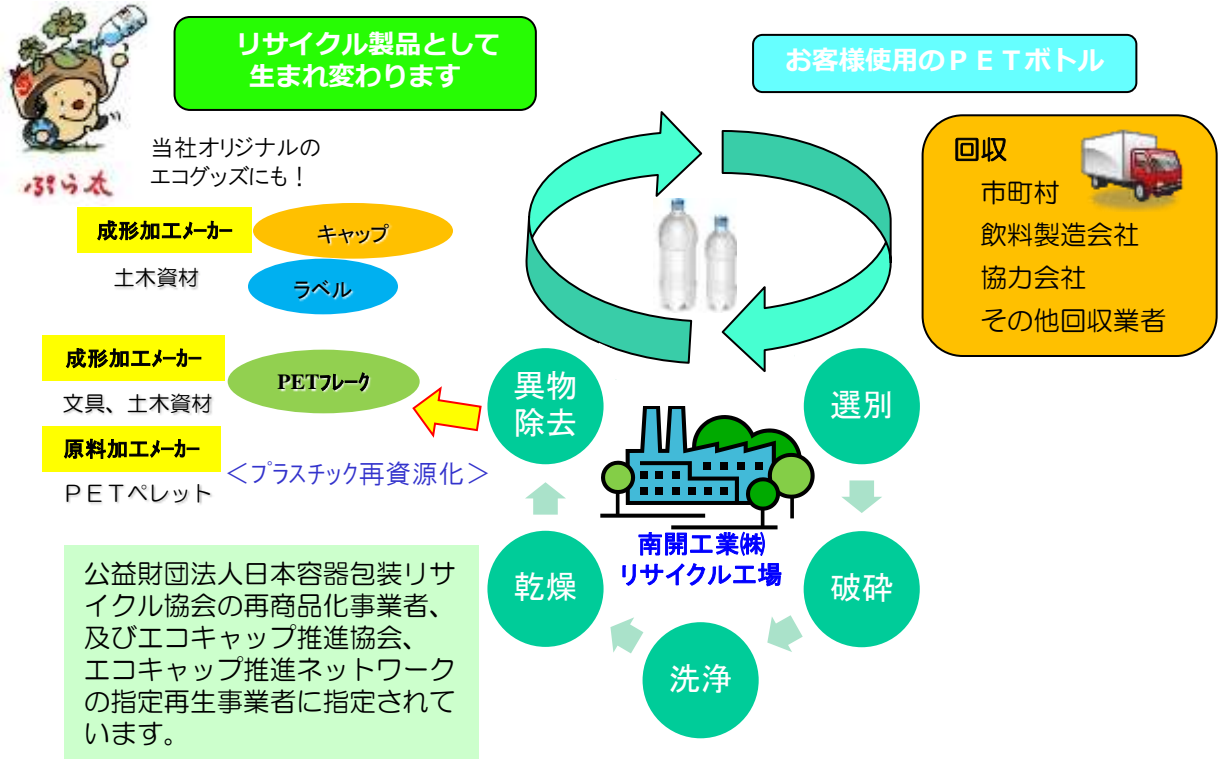 リサイクル製品として
生まれ変わります
お客様使用のＰＥＴボトル
ぷら太
当社オリジナルの
エコグッズにも！
回収
市町村
飲料製造会社
協力会社
その他回収業者
成形加工メーカー
キャップ
土木資材
ラベル
成形加工メーカー
PETフレーク
文具、土木資材
原料加工メーカー
＜プラスチック再資源化＞
ＰＥＴペレット
異物
除去
選別
南開工業㈱
リサイクル工場
乾燥
破砕
洗浄
公益財団法人日本容器包装リサ
イクル協会の再商品化事業者、
及びエコキャップ推進協会、
エコキャップ推進ネットワーク
の指定再生事業者に指定されて
います。